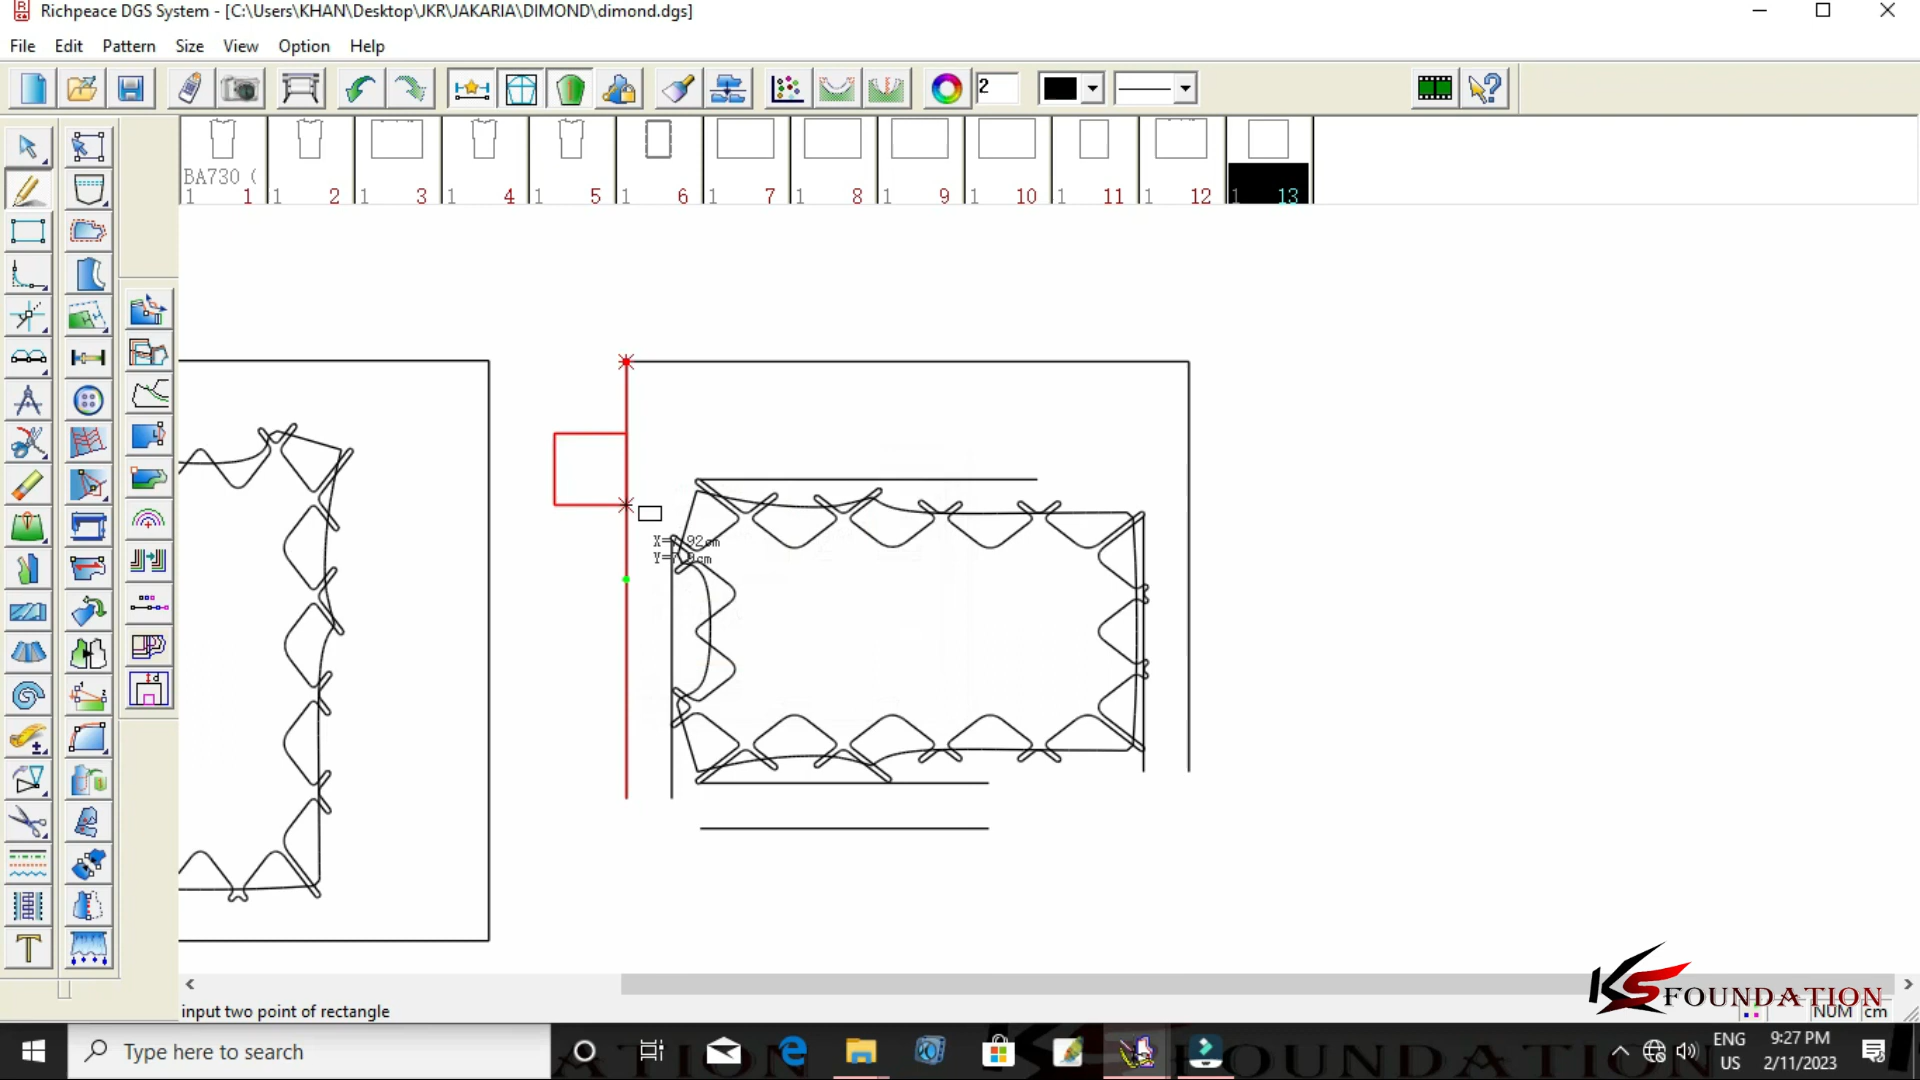 Richpeace DGS System - [C:\Users\KHAN\Desktop\JKR\JAKARIA\DIMOND\dimond.dgs]
File Edit Pattern Size View Option Help
2
BA730 (
1 1 1 2 1 3 1 4 1 5 1 6 1 7 1 8 1 9 1 10 1 11 1 12 1 13
input two point of rectangle
KS FOUNDATION
NUM cm
Type here to search
FOUNDATION
ENG
US
9:27 PM
2/11/2023